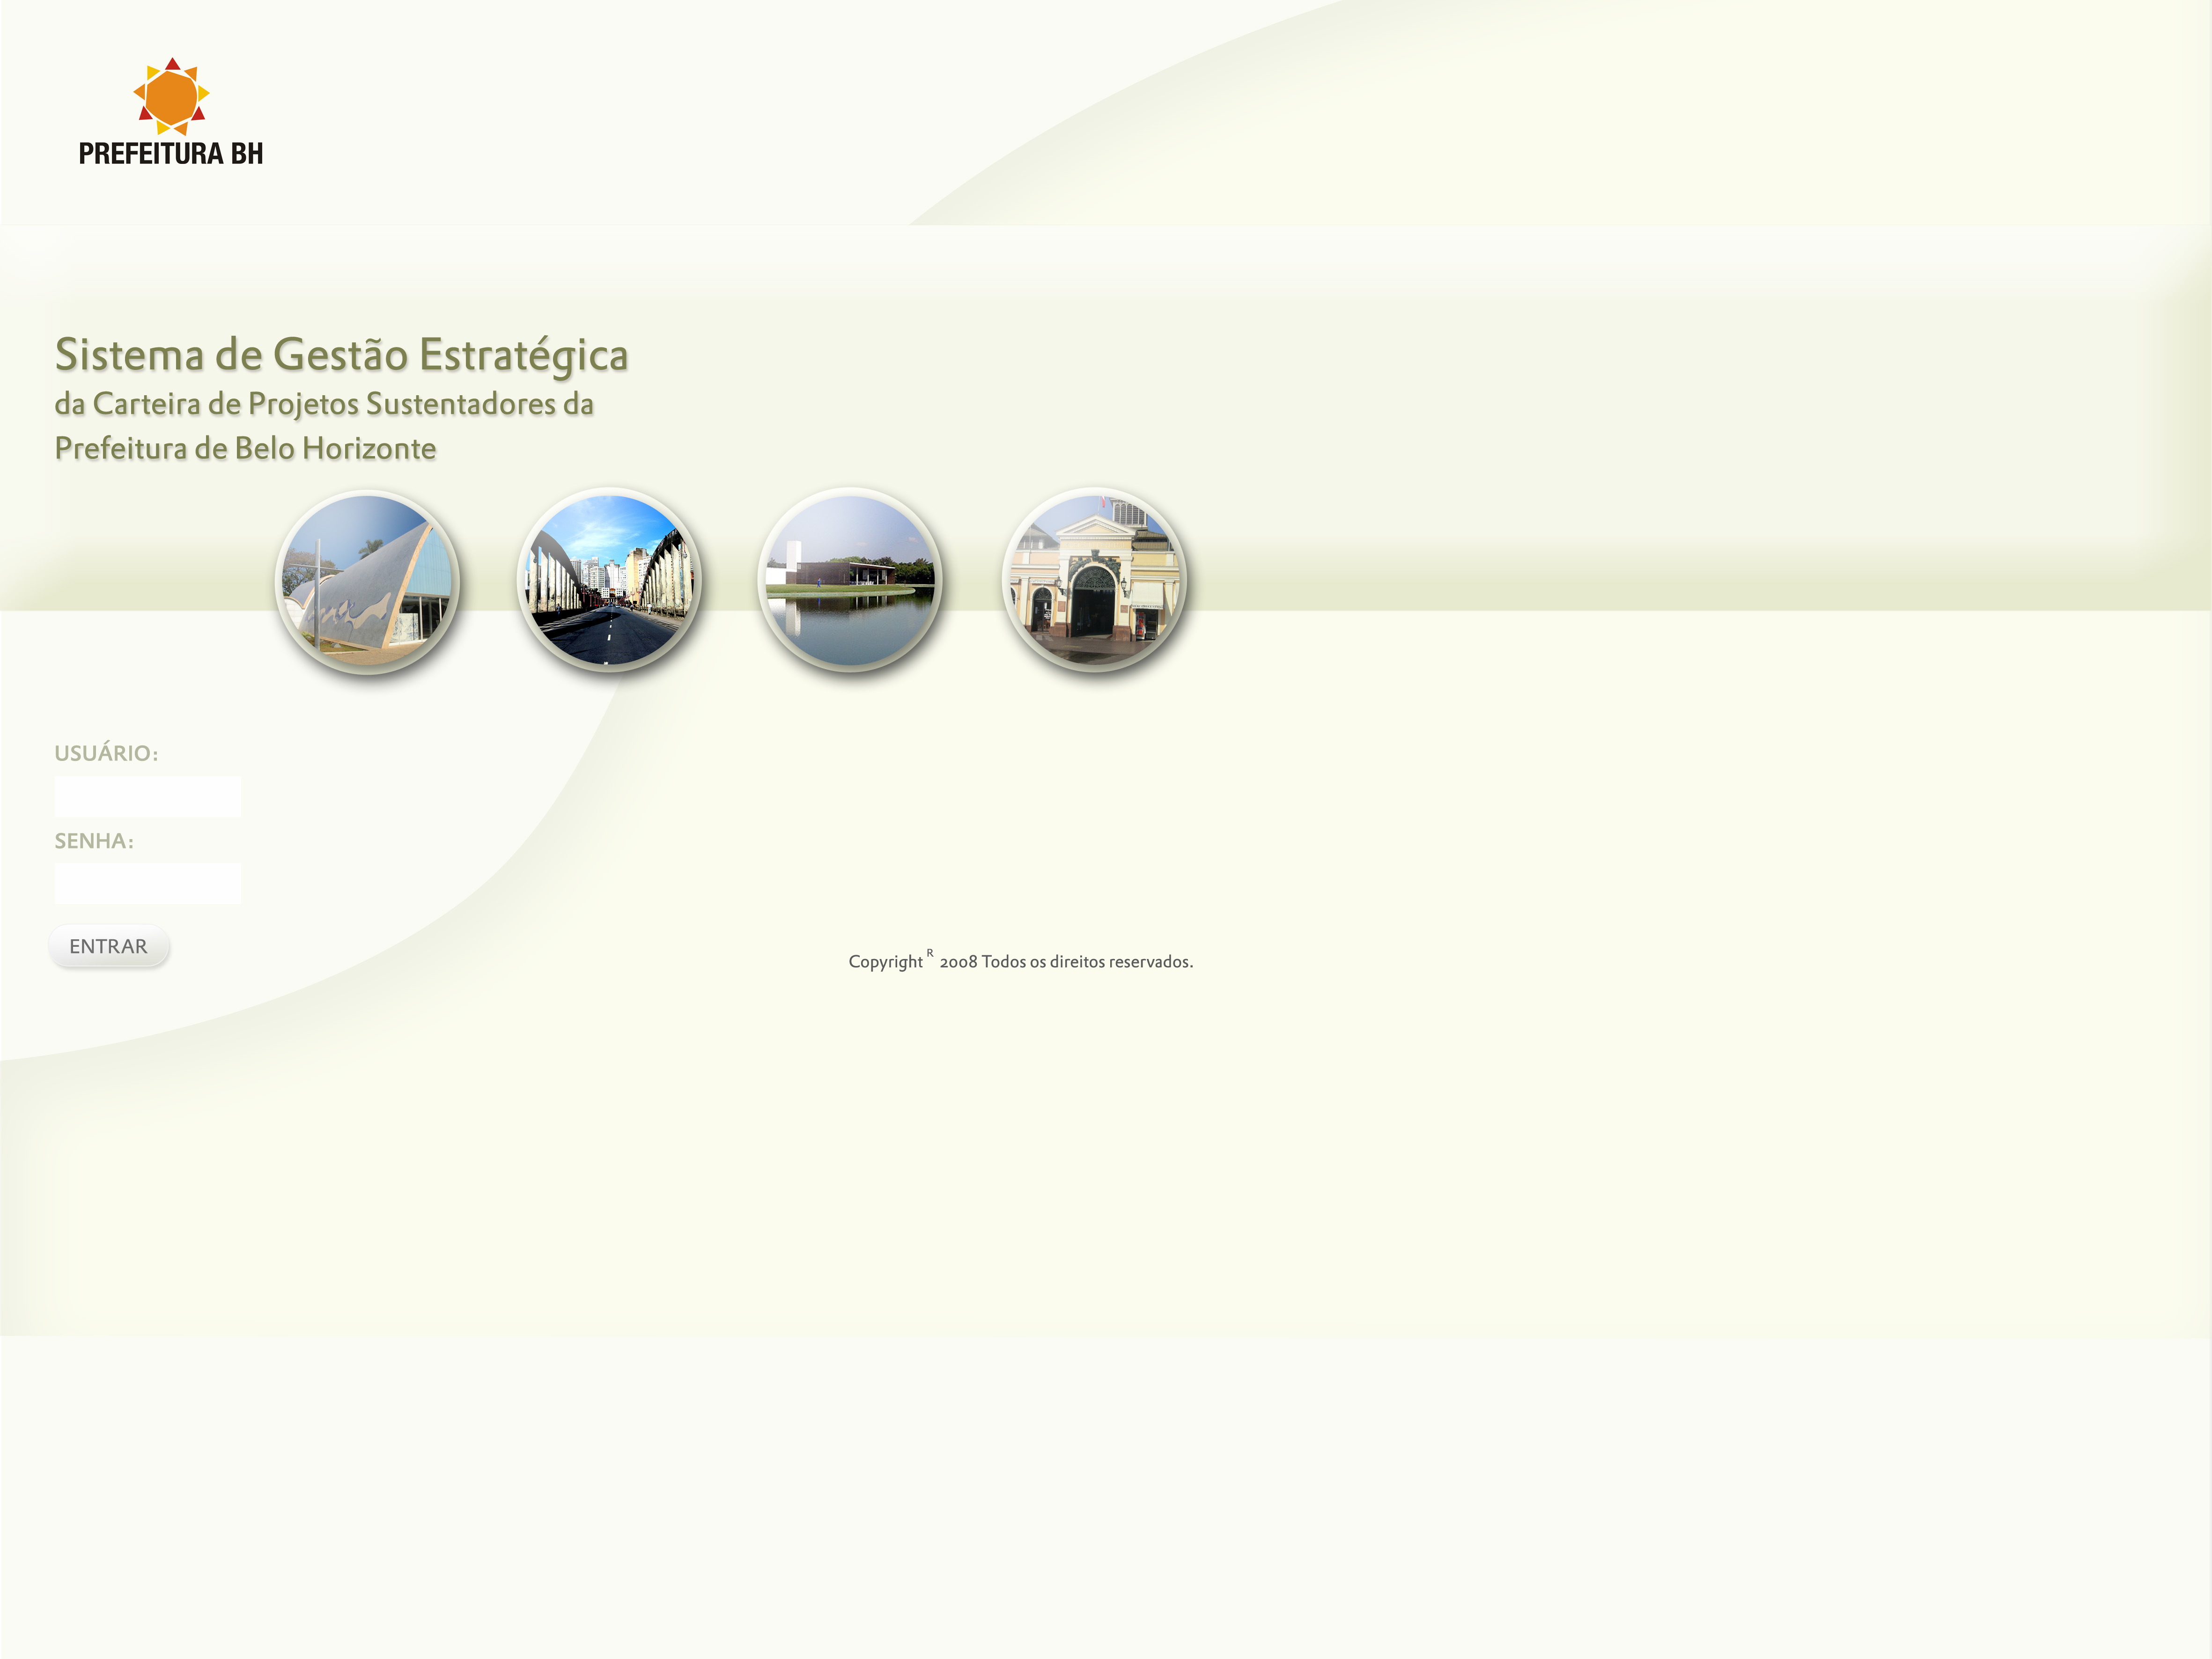 PREFEITURA BH
Sistema de Gestão Estratégica
da Carteira de Projetos Sustentadores da
Prefeitura de Belo Horizonte
USUÁRIO:
SENHA:
ENTRAR
Copyright R 2008 Todos os direitos reservados.